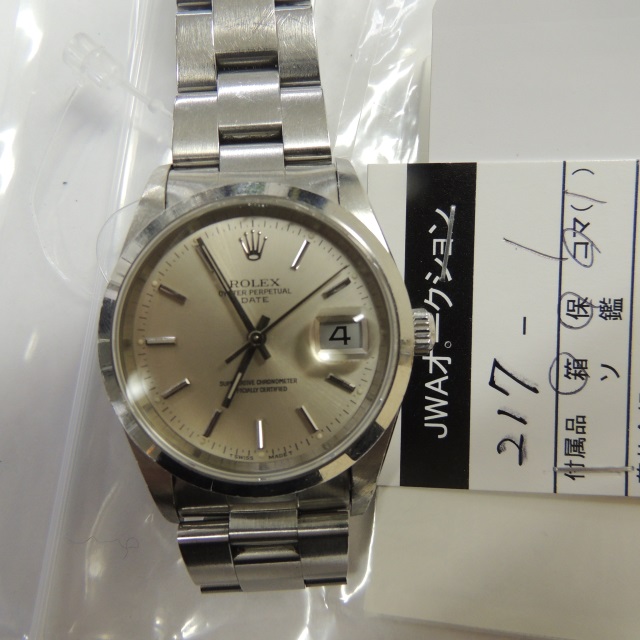 ROLEX
OYSTER PERPETUAL
DATE
4
SUPERLATIVE CHRONOMETER
OFFICIALLY CERTIFIED
JWAオークション
217-1
付属品 箱 保 コマ( )
ソ 鑑